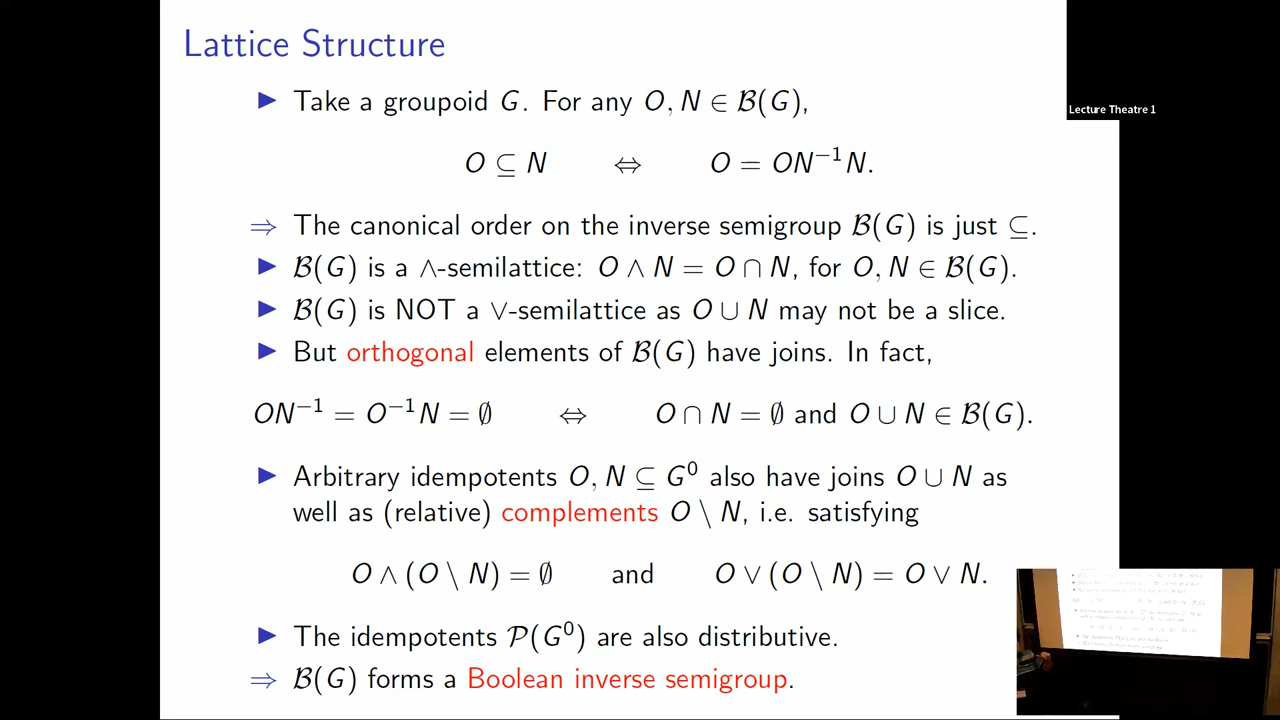 Lattice Structure
▶ Take a groupoid G. For any O, N ∈ 𝓑(G),
O ⊆ N ⇔ O = ON⁻¹N.
⇒ The canonical order on the inverse semigroup 𝓑(G) is just ⊆.
▶ 𝓑(G) is a ∧-semilattice: O ∧ N = O ∩ N, for O, N ∈ 𝓑(G).
▶ 𝓑(G) is NOT a ∨-semilattice as O ∪ N may not be a slice.
▶ But orthogonal elements of 𝓑(G) have joins. In fact,
ON⁻¹ = O⁻¹N = ∅ ⇔ O ∩ N = ∅ and O ∪ N ∈ 𝓑(G).
▶ Arbitrary idempotents O, N ⊆ G⁰ also have joins O ∪ N as
well as (relative) complements O \ N, i.e. satisfying
O ∧ (O \ N) = ∅ and O ∨ (O \ N) = O ∨ N.
▶ The idempotents 𝒫(G⁰) are also distributive.
⇒ 𝓑(G) forms a Boolean inverse semigroup.
Lecture Theatre 1